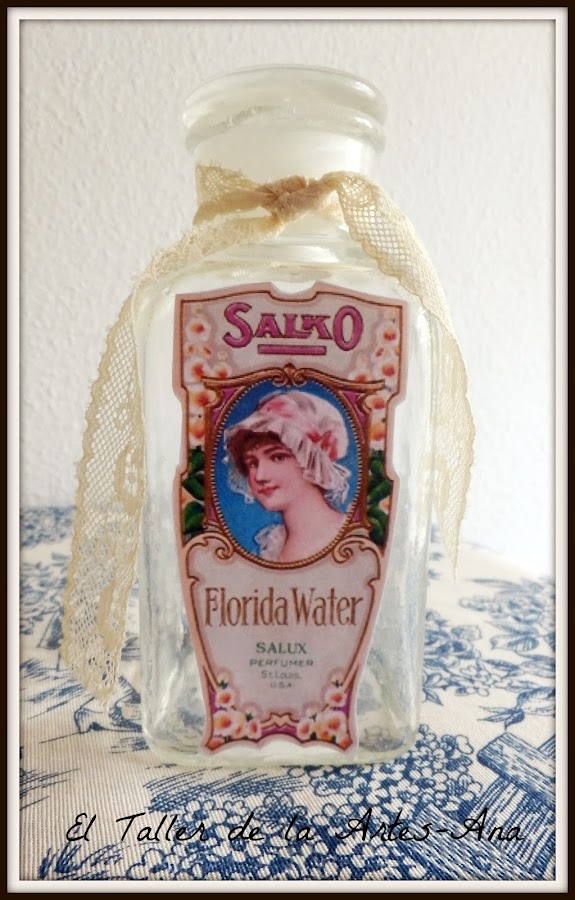 SALKO
Florida Water
SALUX
PERFUMER
ST. LOUIS,
U.S.A.
El Taller de la Artes-Ana